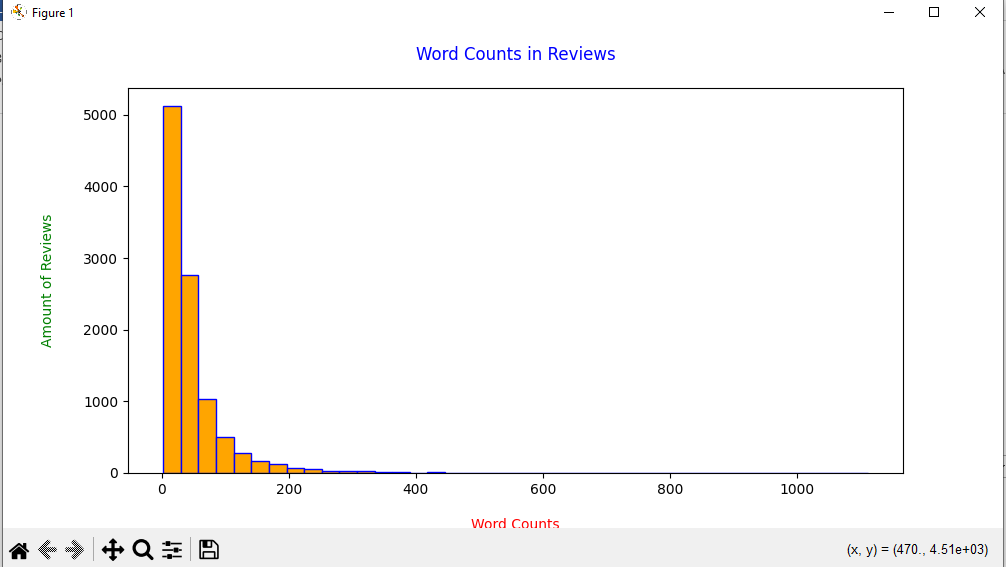 Figure 1
Word Counts in Reviews
Amount of Reviews
5000
4000
3000
2000
1000
0
0 200 400 600 800 1000
Word Counts
(x, y) = (470., 4.51e+03)